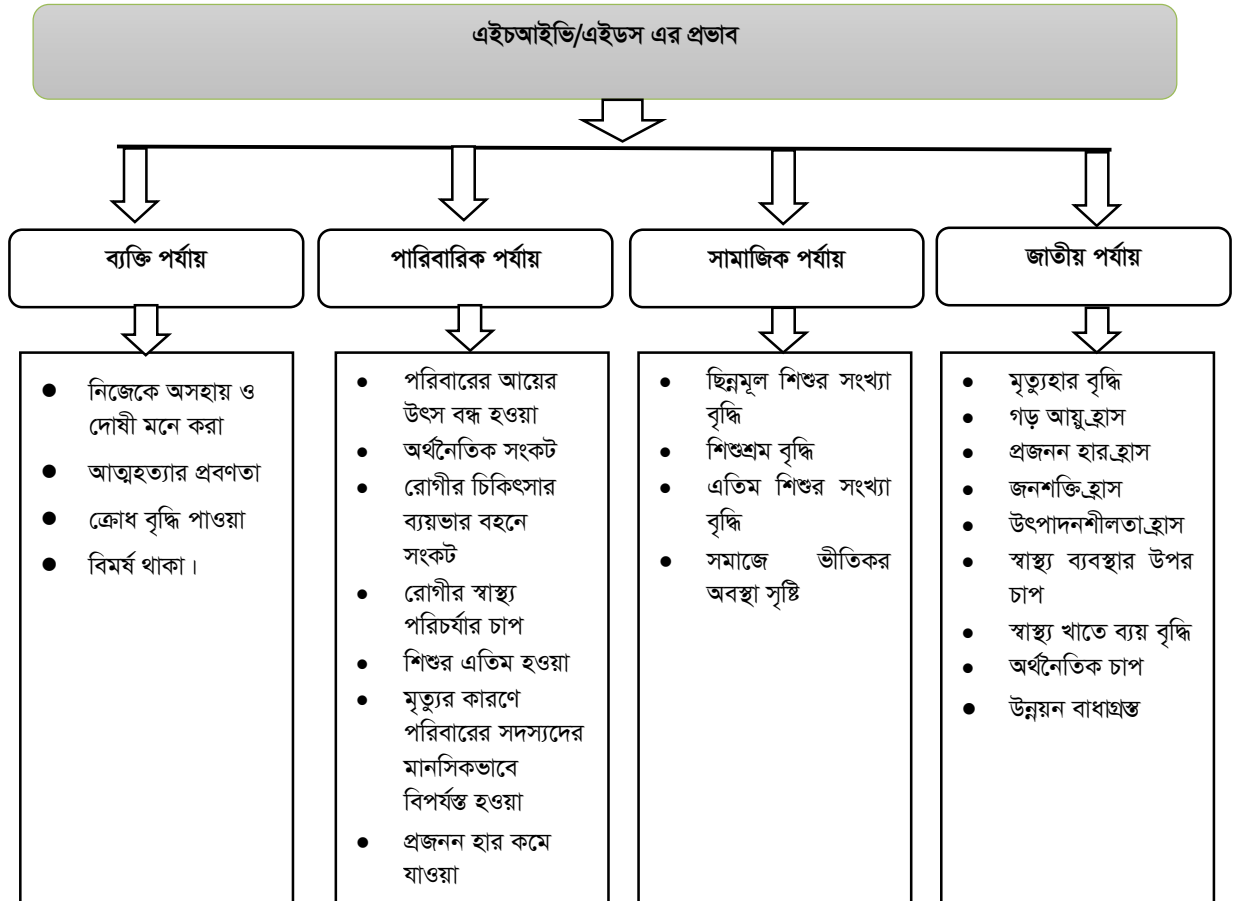 এইচআইভি/এইডস এর প্রভাব
ব্যক্তি পর্যায়
নিজেকে অসহায় ও
দোষী মনে করা
আত্মহত্যার প্রবণতা
ক্রোধ বৃদ্ধি পাওয়া
বিমর্ষ থাকা।
পারিবারিক পর্যায়
পরিবারের আয়ের
উৎস বন্ধ হওয়া
অর্থনৈতিক সংকট
রোগীর চিকিৎসার
ব্যয়ভার বহনে
সংকট
রোগীর স্বাস্থ্য
পরিচর্যার চাপ
শিশুর এতিম হওয়া
মৃত্যুর কারণে
পরিবারের সদস্যদের
মানসিকভাবে
বিপর্যস্ত হওয়া
প্রজনন হার কমে
যাওয়া
সামাজিক পর্যায়
ছিন্নমূল শিশুর সংখ্যা
বৃদ্ধি
শিশুশ্রম বৃদ্ধি
এতিম শিশুর সংখ্যা
বৃদ্ধি
সমাজে ভীতিকর
অবস্থা সৃষ্টি
জাতীয় পর্যায়
মৃত্যুহার বৃদ্ধি
গড় আয়ু হ্রাস
প্রজনন হার হ্রাস
জনশক্তি হ্রাস
উৎপাদনশীলতা হ্রাস
স্বাস্থ্য ব্যবস্থার উপর
চাপ
স্বাস্থ্য খাতে ব্যয় বৃদ্ধি
অর্থনৈতিক চাপ
উন্নয়ন বাধাগ্রস্ত